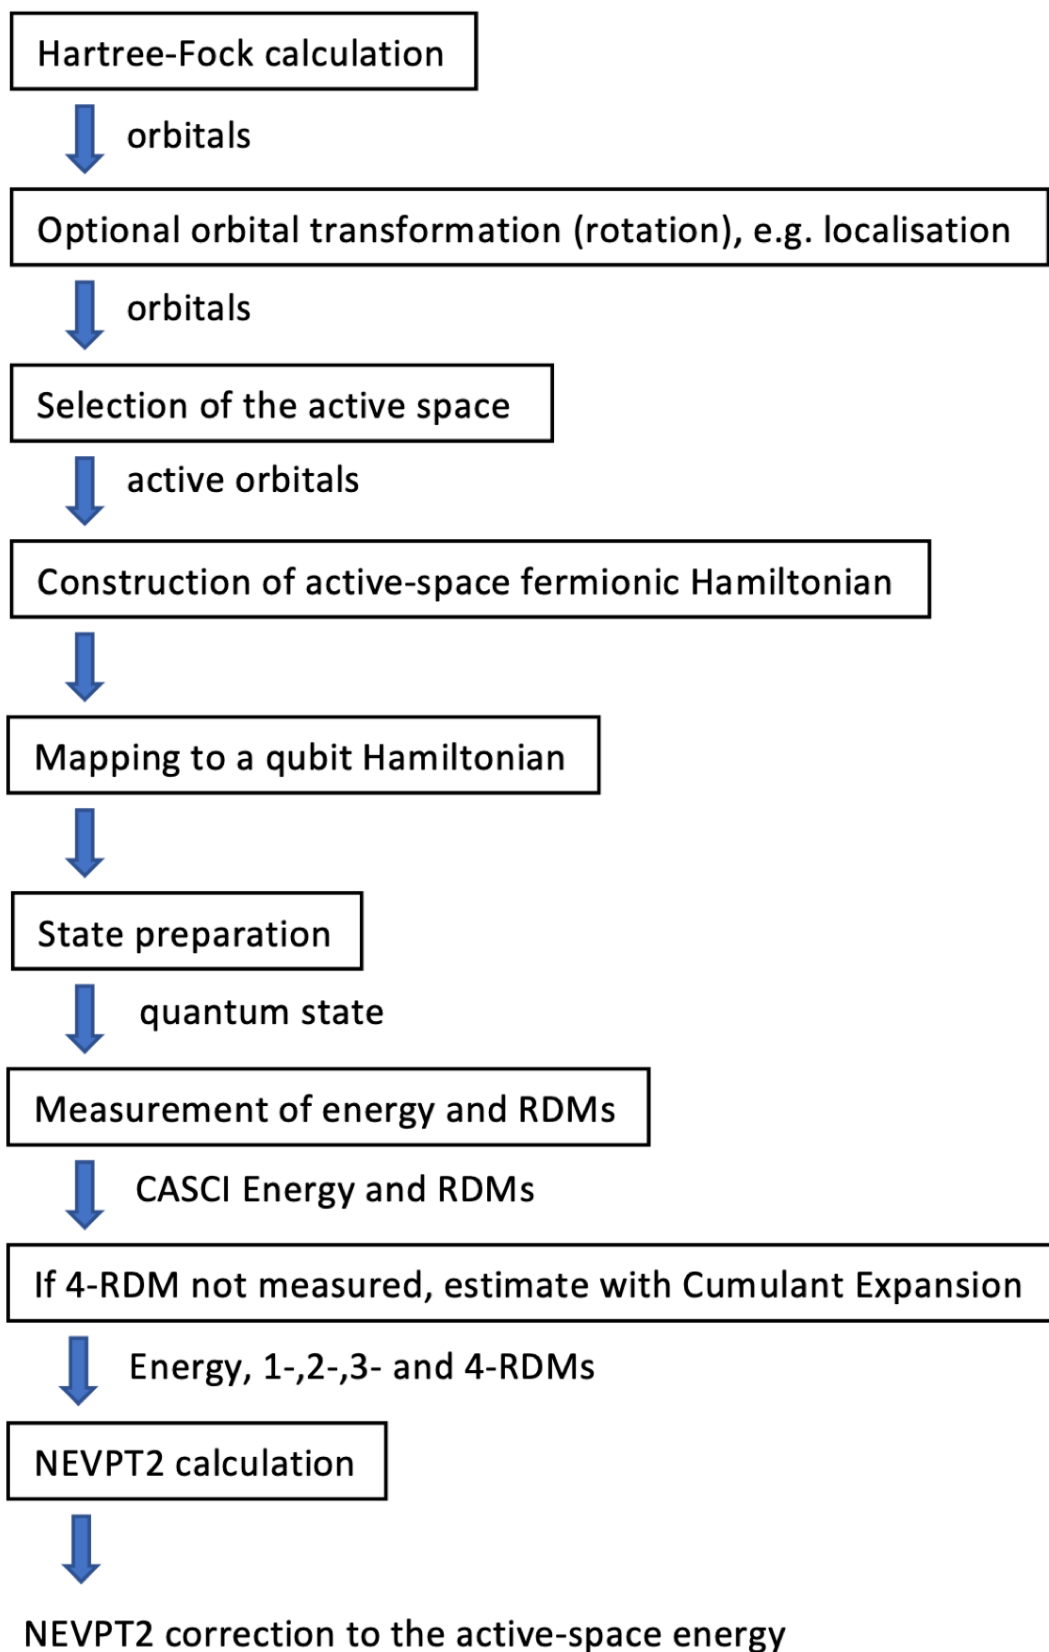 Hartree-Fock calculation
orbitals
Optional orbital transformation (rotation), e.g. localisation
orbitals
Selection of the active space
active orbitals
Construction of active-space fermionic Hamiltonian
Mapping to a qubit Hamiltonian
State preparation
quantum state
Measurement of energy and RDMs
CASCI Energy and RDMs
If 4-RDM not measured, estimate with Cumulant Expansion
Energy, 1-,2-,3- and 4-RDMs
NEVPT2 calculation
NEVPT2 correction to the active-space energy